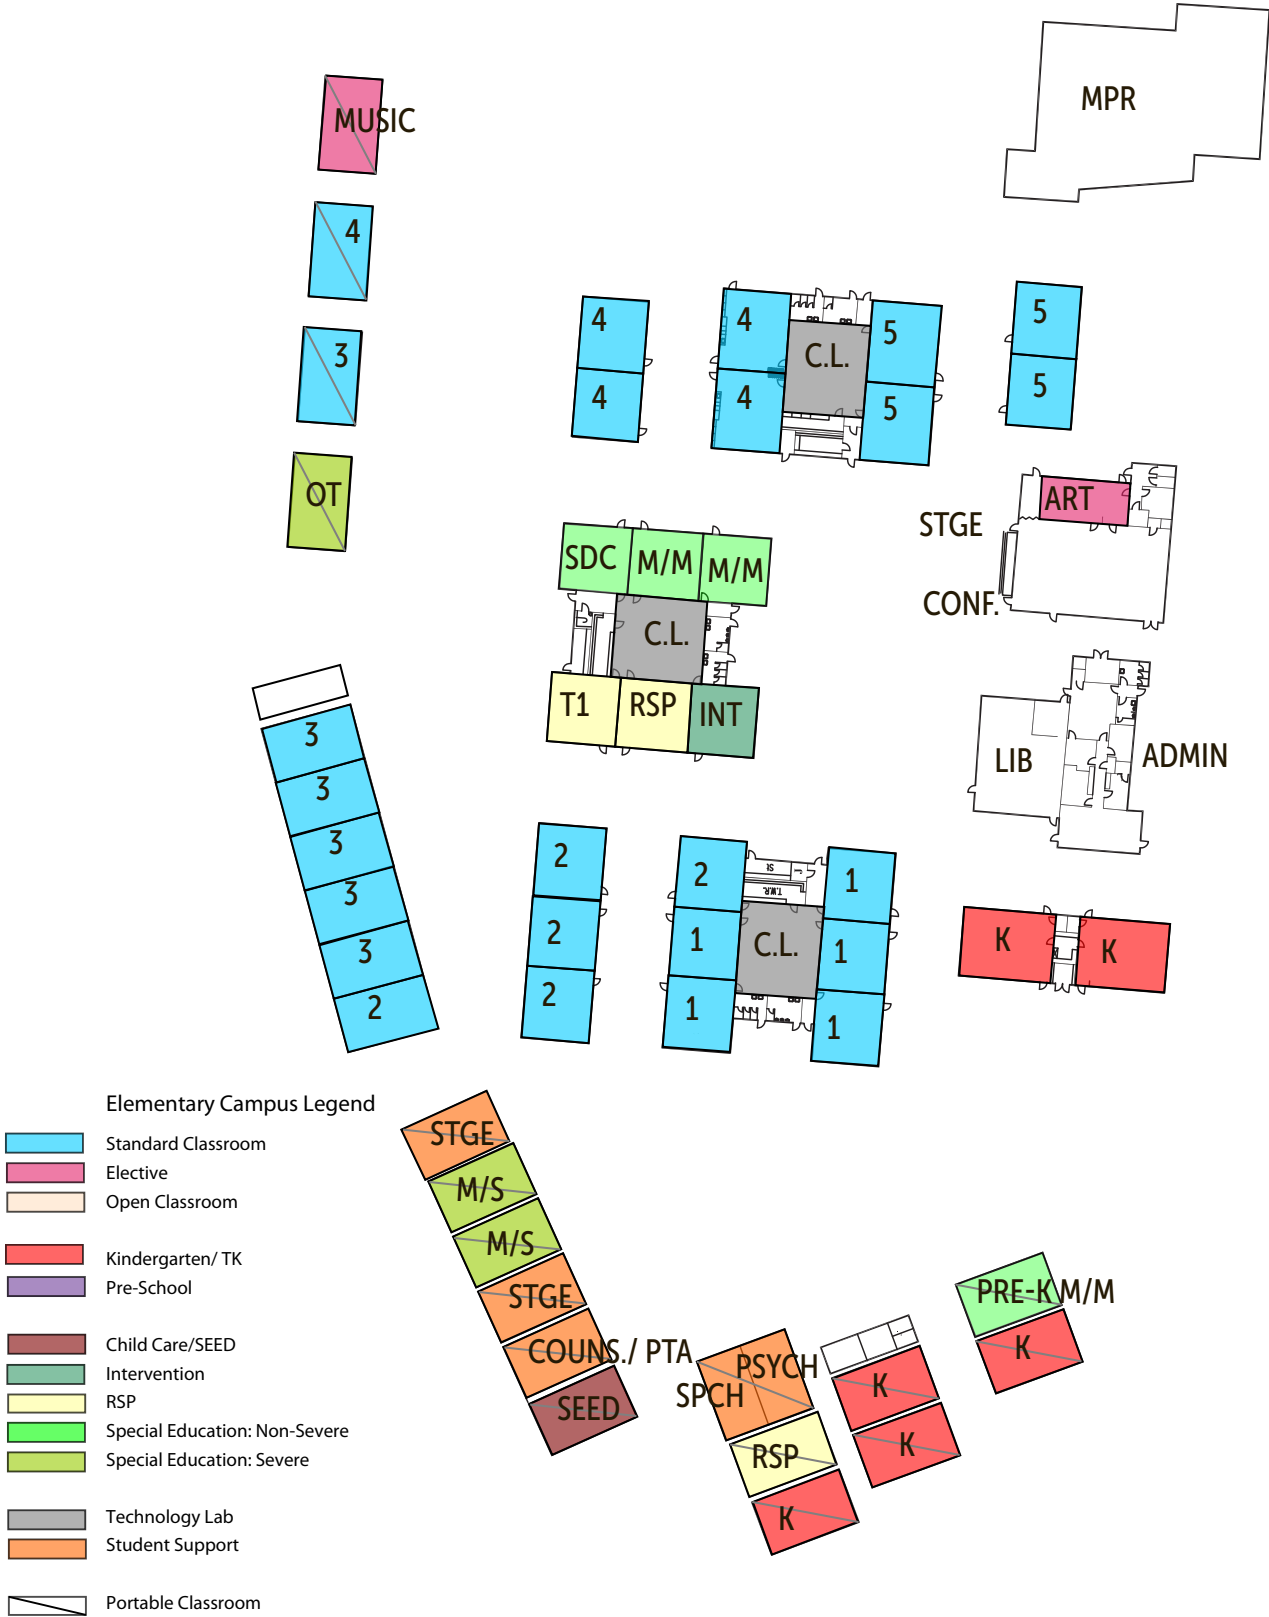 MPR
MUSIC
4
3
OT
4
4
4
4
C.L.
5
5
5
5
ART
STGE
CONF.
SDC
M/M
M/M
C.L.
T1
RSP
INT
LIB
ADMIN
3
3
3
3
3
2
2
2
2
2
1
1
St
T.W.R.
C.L.
1
1
1
K
K
STGE
M/S
M/S
STGE
COUNS./ PTA
SEED
PSYCH
SPCH
RSP
K
K
K
PRE-K M/M
K
Elementary Campus Legend
Standard Classroom
Elective
Open Classroom
Kindergarten/ TK
Pre-School
Child Care/SEED
Intervention
RSP
Special Education: Non-Severe
Special Education: Severe
Technology Lab
Student Support
Portable Classroom